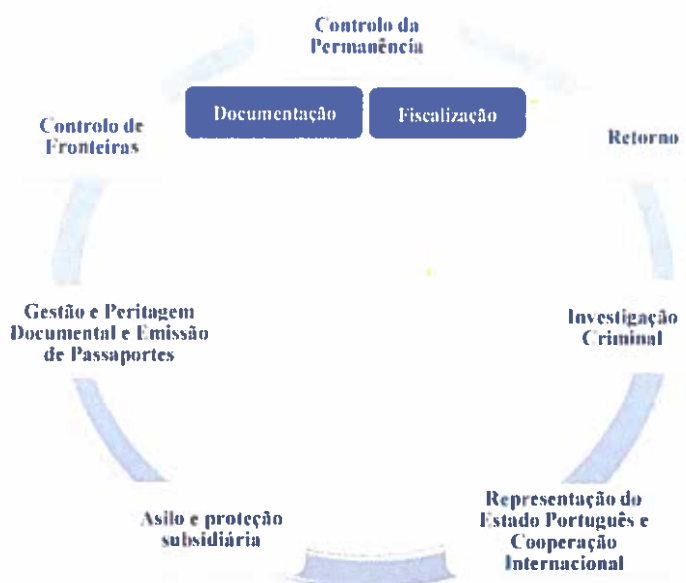 Controlo da
Permanência
Documentação
Fiscalização
Controlo de
Fronteiras
Retorno
Gestão e Peritagem
Documental e Emissão
de Passaportes
Investigação
Criminal
Asilo e proteção
subsidiária
Representação do
Estado Português e
Cooperação
Internacional